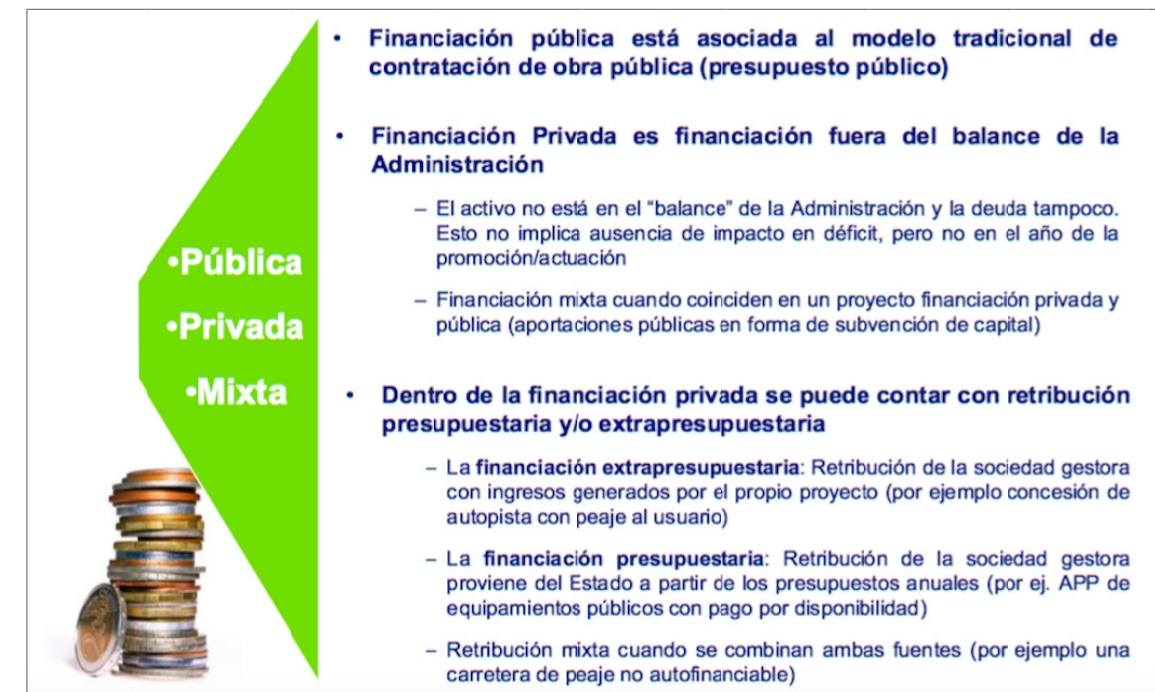 •Pública
•Privada
•Mixta
• Financiación pública está asociada al modelo tradicional de
contratación de obra pública (presupuesto público)
• Financiación Privada es financiación fuera del balance de la
Administración
– El activo no está en el “balance” de la Administración y la deuda tampoco.
Esto no implica ausencia de impacto en déficit, pero no en el año de la
promoción/actuación
– Financiación mixta cuando coinciden en un proyecto financiación privada y
pública (aportaciones públicas en forma de subvención de capital)
• Dentro de la financiación privada se puede contar con retribución
presupuestaria y/o extrapresupuestaria
– La financiación extrapresupuestaria: Retribución de la sociedad gestora
con ingresos generados por el propio proyecto (por ejemplo concesión de
autopista con peaje al usuario)
– La financiación presupuestaria: Retribución de la sociedad gestora
proviene del Estado a partir de los presupuestos anuales (por ej. APP de
equipamientos públicos con pago por disponibilidad)
– Retribución mixta cuando se combinan ambas fuentes (por ejemplo una
carretera de peaje no autofinanciable)